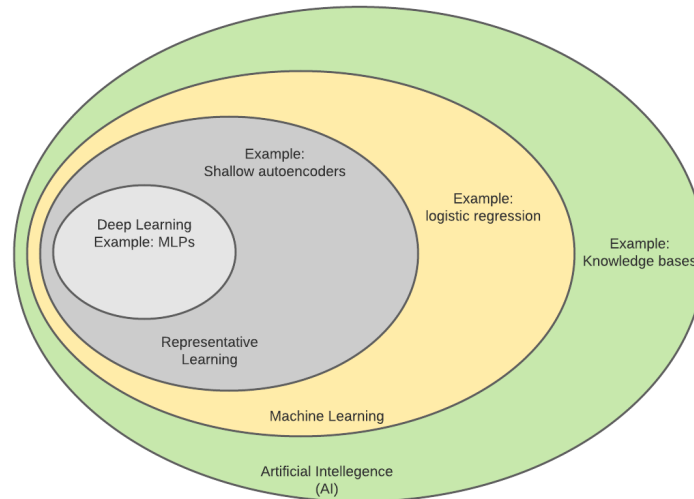 Example:
Shallow autoencoders
Deep Learning
Example: MLPs
Example:
logistic regression
Example:
Knowledge bases
Representative
Learning
Machine Learning
Artificial Intellegence
(AI)